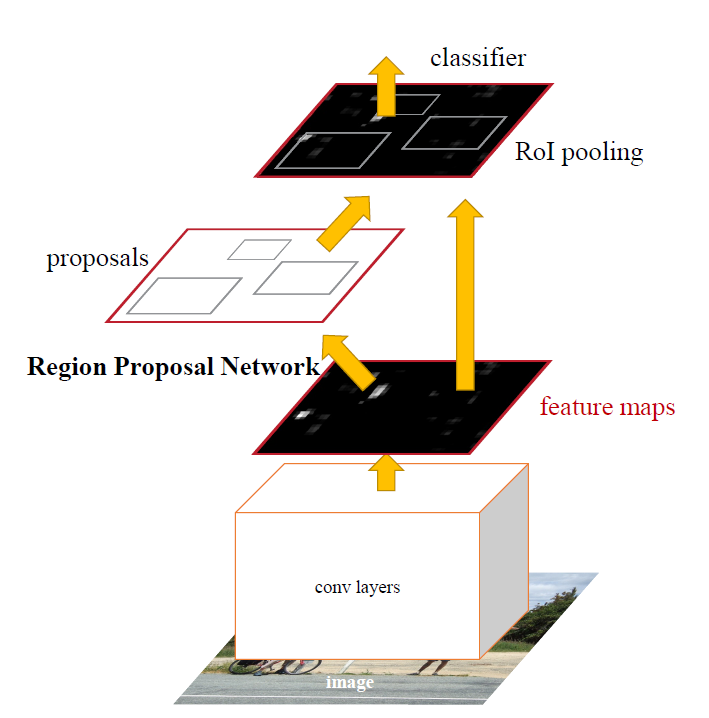 classifier
RoI pooling
proposals
Region Proposal Network
feature maps
conv layers
image